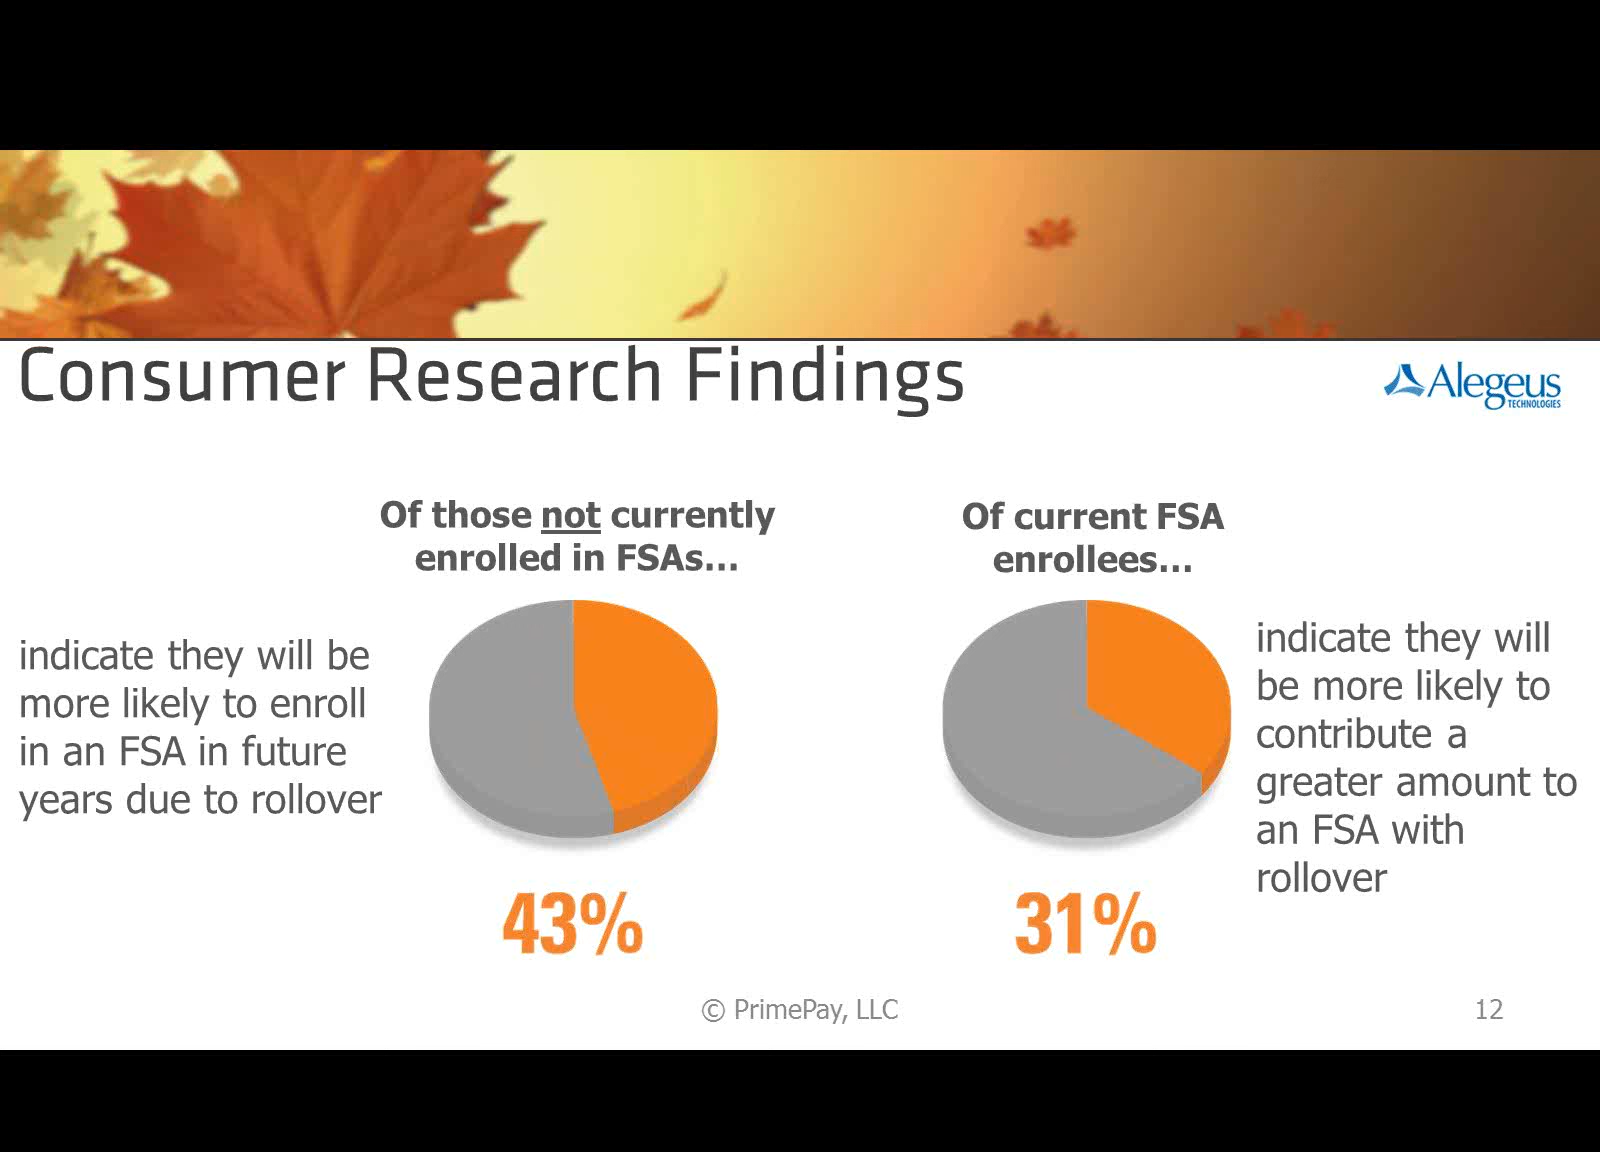 Consumer Research Findings
Alegeus
TECHNOLOGIES
Of those not currently
enrolled in FSAs...
indicate they will be
more likely to enroll
in an FSA in future
years due to rollover
43%
Of current FSA
enrollees...
indicate they will
be more likely to
contribute a
greater amount to
an FSA with
rollover
31%
© PrimePay, LLC
12